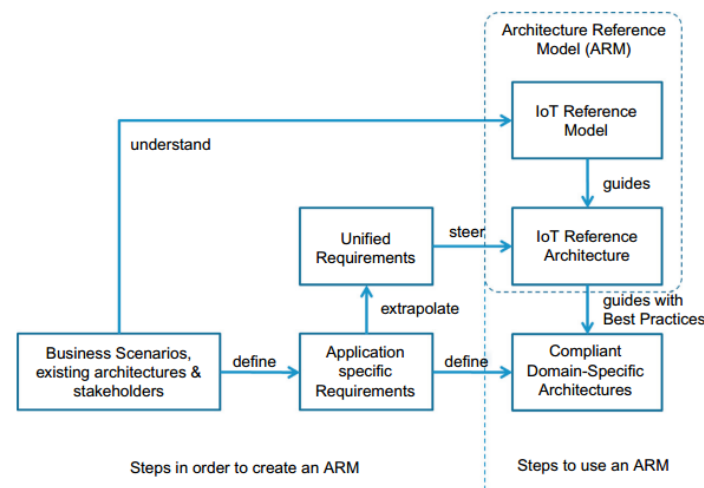 Architecture Reference
Model (ARM)
IoT Reference
Model
understand
guides
Unified
Requirements
steer
IoT Reference
Architecture
extrapolate
guides with
Best Practices
Business Scenarios,
existing architectures &
stakeholders
define
Application
specific
Requirements
define
Compliant
Domain-Specific
Architectures
Steps in order to create an ARM
Steps to use an ARM